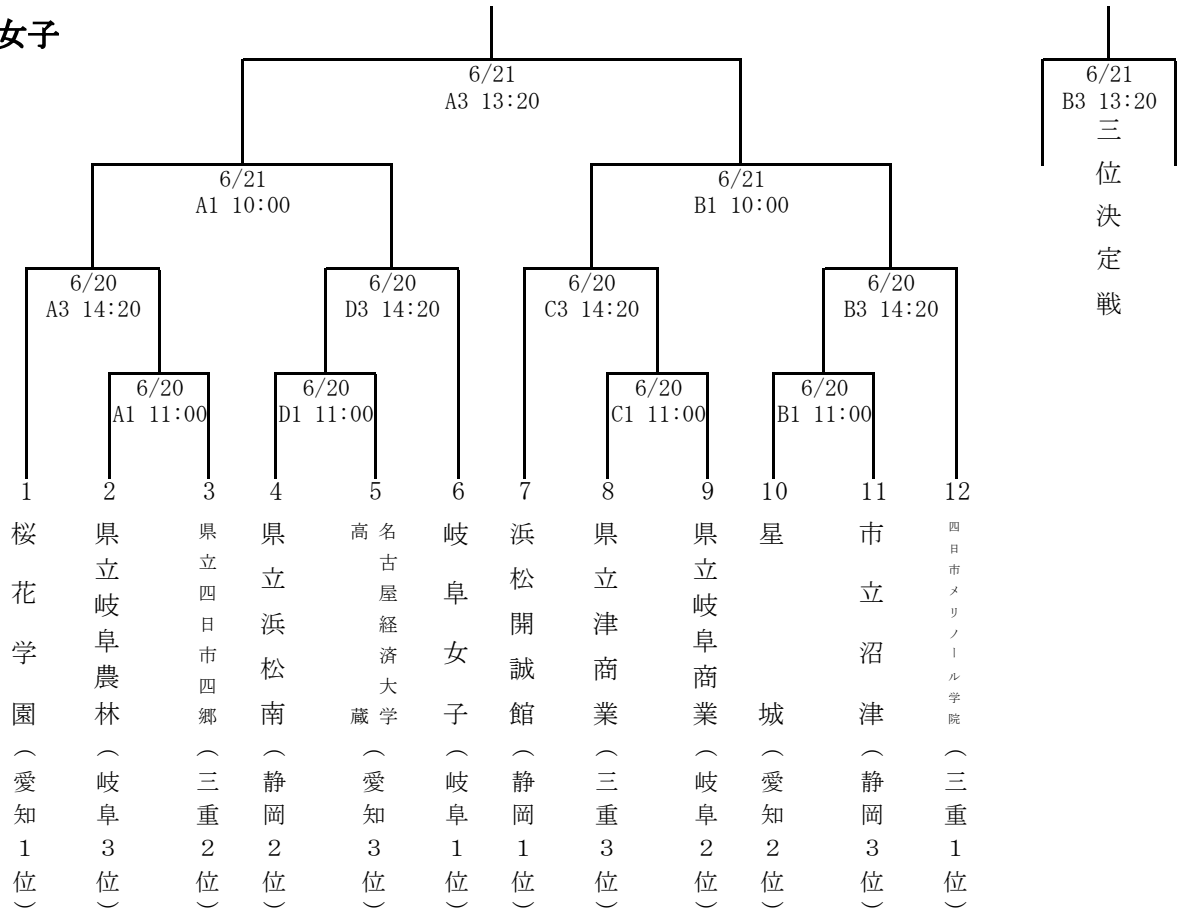 女子
6/21
A3 13:20
6/21
B3 13:20
三位決定戦
6/21
A1 10:00
6/21
B1 10:00
6/20
A3 14:20
6/20
D3 14:20
6/20
C3 14:20
6/20
B3 14:20
6/20
A1 11:00
6/20
D1 11:00
6/20
C1 11:00
6/20
B1 11:00
1
桜花学園(愛知1位)
2
県立岐阜農林(岐阜3位)
3
県立四日市四郷(三重2位)
4
県立浜松南(静岡2位)
5
名古屋経済大学
高蔵
(愛知3位)
6
岐阜女子(岐阜1位)
7
浜松開誠館(静岡1位)
8
県立津商業(三重3位)
9
県立岐阜商業(岐阜2位)
10
星城(愛知2位)
11
市立沼津(静岡3位)
12
四日市メリノール学院(三重1位)